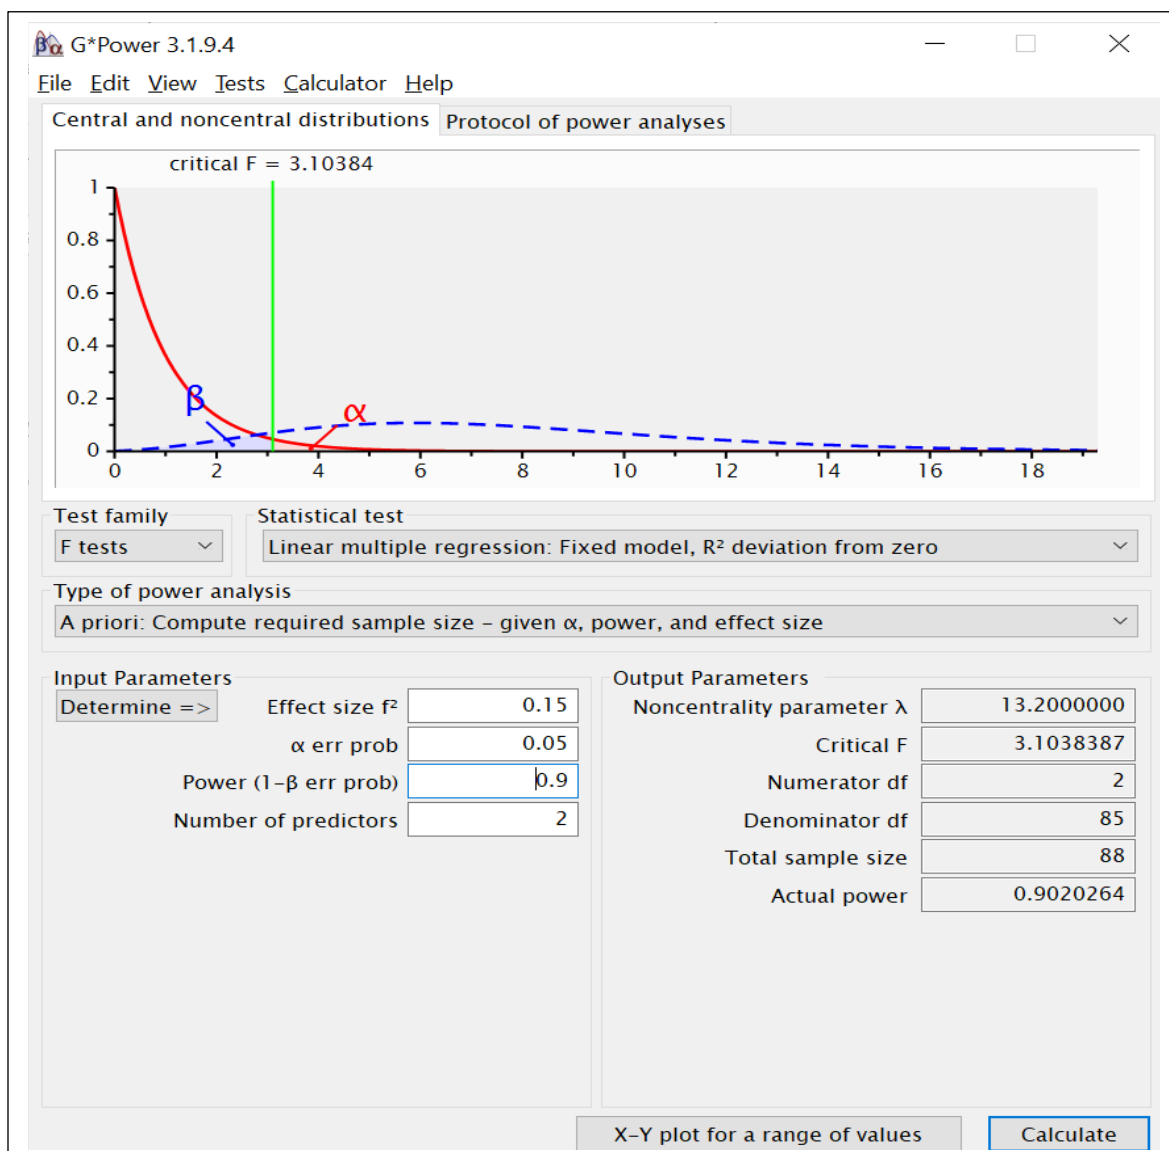 G*Power 3.1.9.4
File Edit View Tests Calculator Help
Central and noncentral distributions Protocol of power analyses
critical F = 3.10384
1
0.8
0.6
0.4
0.2
0
β
α
0 2 4 6 8 10 12 14 16 18
Test family Statistical test
F tests Linear multiple regression: Fixed model, R² deviation from zero
Type of power analysis
A priori: Compute required sample size – given α, power, and effect size
Input Parameters Output Parameters
Determine => Effect size f² 0.15 Noncentrality parameter λ 13.2000000
α err prob 0.05 Critical F 3.1038387
Power (1-β err prob) 0.9 Numerator df 2
Number of predictors 2 Denominator df 85
Total sample size 88
Actual power 0.9020264
X-Y plot for a range of values Calculate